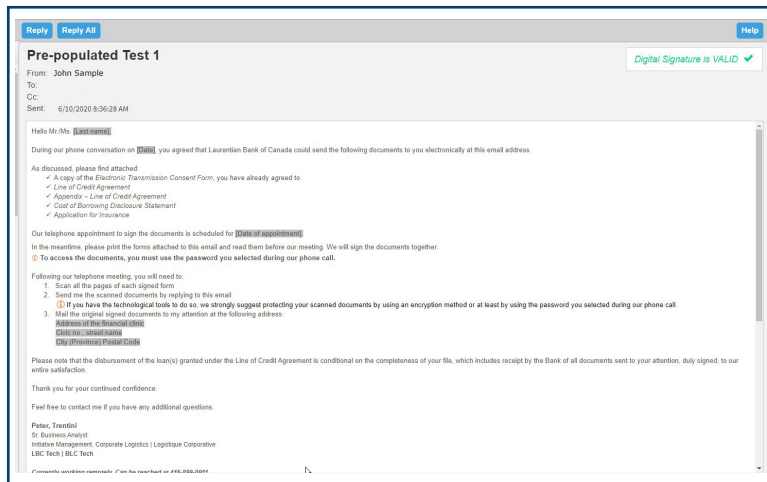 Reply Reply All Help
Pre-populated Test 1
Digital Signature is VALID ✔
From: John Sample
To:
Cc:
Sent: 6/10/2020 8:36:28 AM
Hello Mr./Ms. [Last name],
During our phone conversation on [Date], you agreed that Laurentian Bank of Canada could send the following documents to you electronically at this email address.
As discussed, please find attached:
✓ A copy of the Electronic Transmission Consent Form, you have already agreed to
✓ Line of Credit Agreement
✓ Appendix – Line of Credit Agreement
✓ Cost of Borrowing Disclosure Statement
✓ Application for Insurance
Our telephone appointment to sign the documents is scheduled for [Date of appointment].
In the meantime, please print the forms attached to this email and read them before our meeting. We will sign the documents together.
To access the documents, you must use the password you selected during our phone call.
Following our telephone meeting, you will need to:
1. Scan all the pages of each signed form
2. Send me the scanned documents by replying to this email
If you have the technological tools to do so, we strongly suggest protecting your scanned documents by using an encryption method or at least by using the password you selected during our phone call.
3. Mail the original signed documents to my attention at the following address:
Address of the financial clinic
Civic no., street name
City (Province) Postal Code
Please note that the disbursement of the loan(s) granted under the Line of Credit Agreement is conditional on the completeness of your file, which includes receipt by the Bank of all documents sent to your attention, duly signed, to our
entire satisfaction.
Thank you for your continued confidence.
Feel free to contact me if you have any additional questions.
Peter, Trentini
Sr. Business Analyst
Initiative Management, Corporate Logistics | Logistique Corporative
LBC Tech | BLC Tech
Currently working remotely. Can be reached at